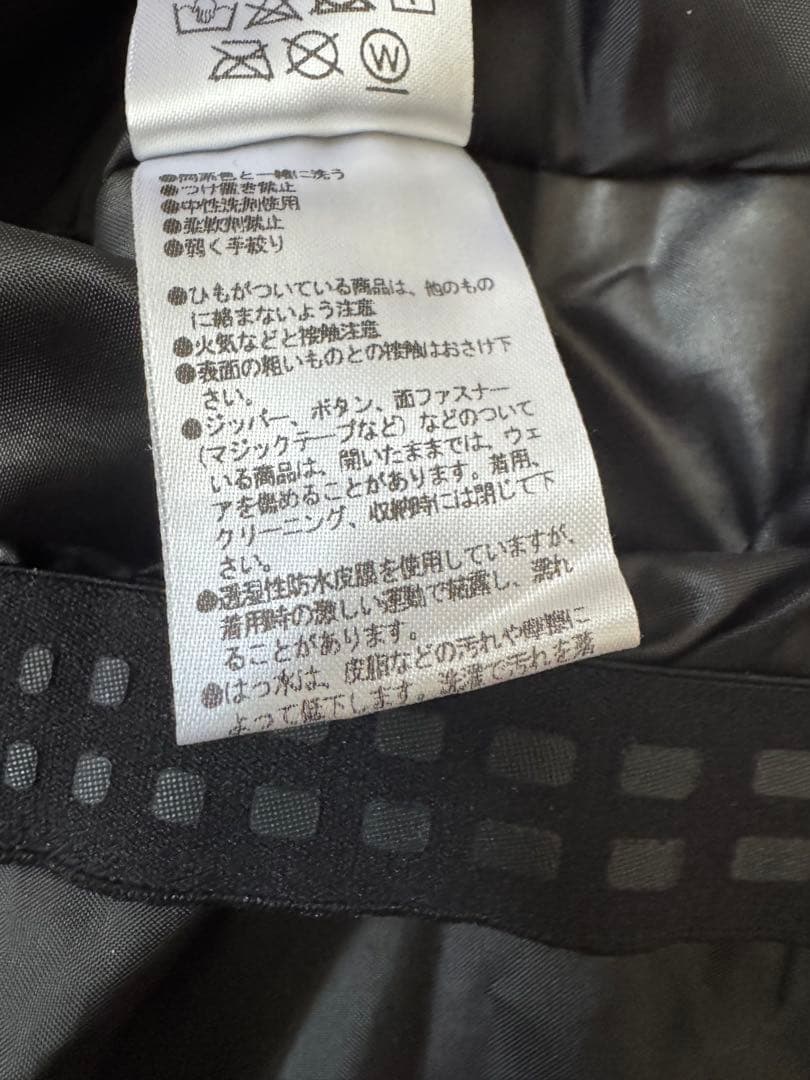 W
●同系色と一緒に洗う
●つけ置き禁止
●中性洗剤使用
●柔軟剤禁止
●弱く手絞り
●ひもがついている商品は、他のもの
に絡まないよう注意
●火気などと接触注意
●表面の粗いものとの接触はおさけ下
さい。
●ジッパー、ボタン、面ファスナー
(マジックテープなど)などのついて
いる商品は、開いたままでは、ウェ
アを傷めることがあります。着用、
クリーニング、収納時には閉じて下
さい。
●透湿性防水皮膜を使用していますが、
着用時の激しい運動で結露し、濡れ
ることがあります。
●はっ水は、皮脂などの汚れや摩擦に
よって低下します。洗濯で汚れを落